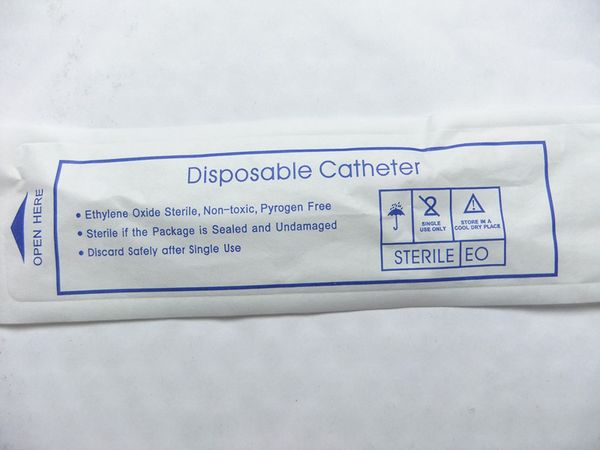 Disposable Catheter
OPEN HERE
• Ethylene Oxide Sterile, Non-toxic, Pyrogen Free
• Sterile if the Package is Sealed and Undamaged
• Discard Safely after Single Use
2
SINGLE
USE ONLY
STORE IN A
COOL DRY PLACE
STERILE EO